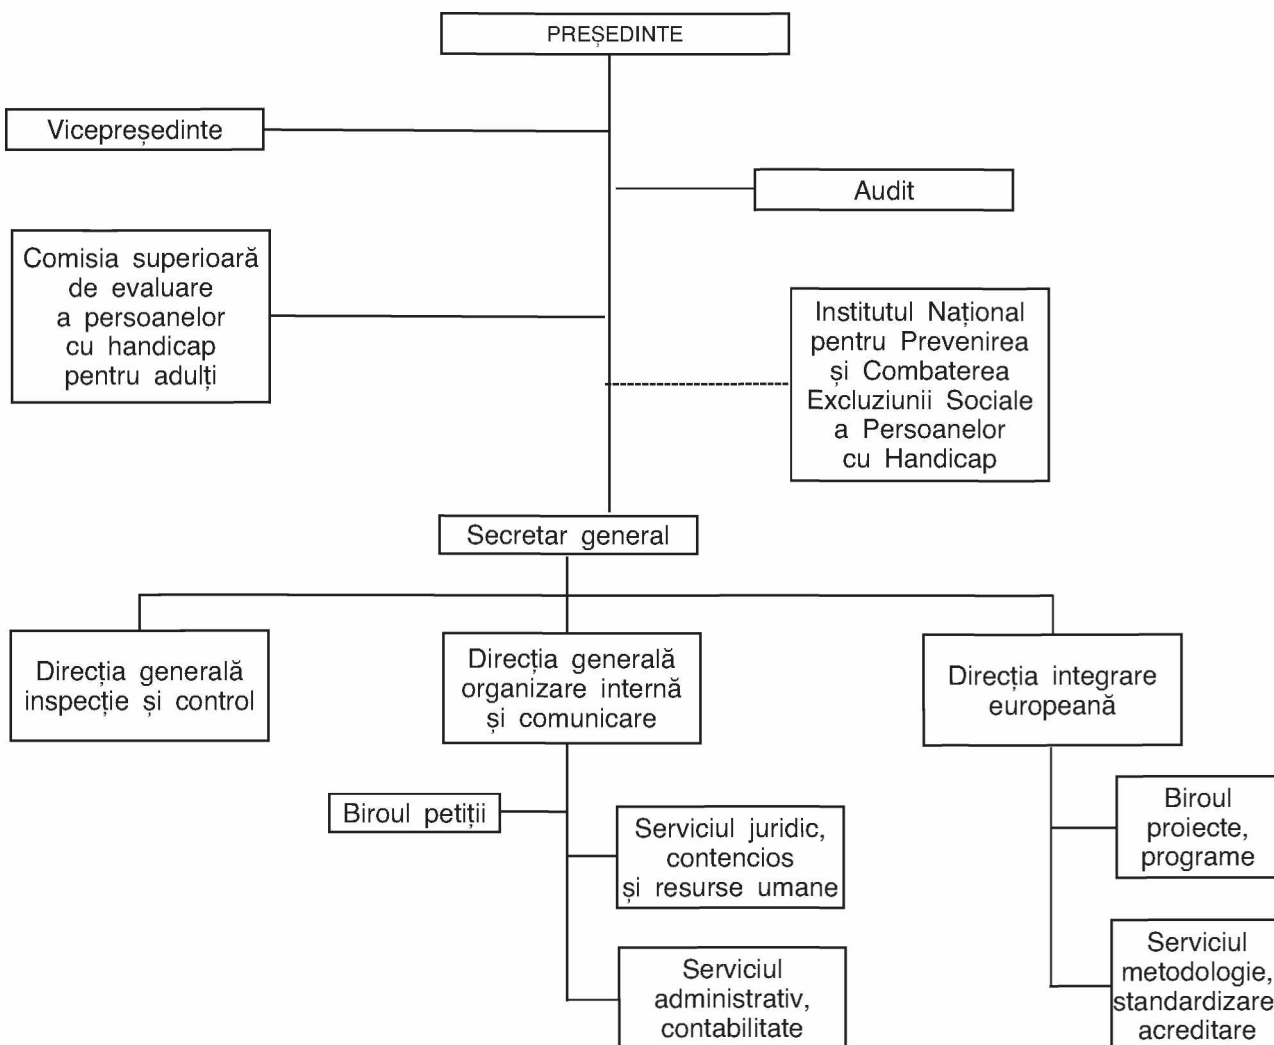 PREȘEDINTE
Vicepreședinte
Audit
Comisia superioară
de evaluare
a persoanelor
cu handicap
pentru adulți
Institutul Național
pentru Prevenirea
și Combaterea
Excluziunii Sociale
a Persoanelor
cu Handicap
Secretar general
Direcția generală
inspecție și control
Direcția generală
organizare internă
și comunicare
Direcția integrare
europeană
Biroul petiții
Serviciul juridic,
contencios
și resurse umane
Serviciul
administrativ,
contabilitate
Biroul
proiecte,
programe
Serviciul
metodologie,
standardizare,
acreditare